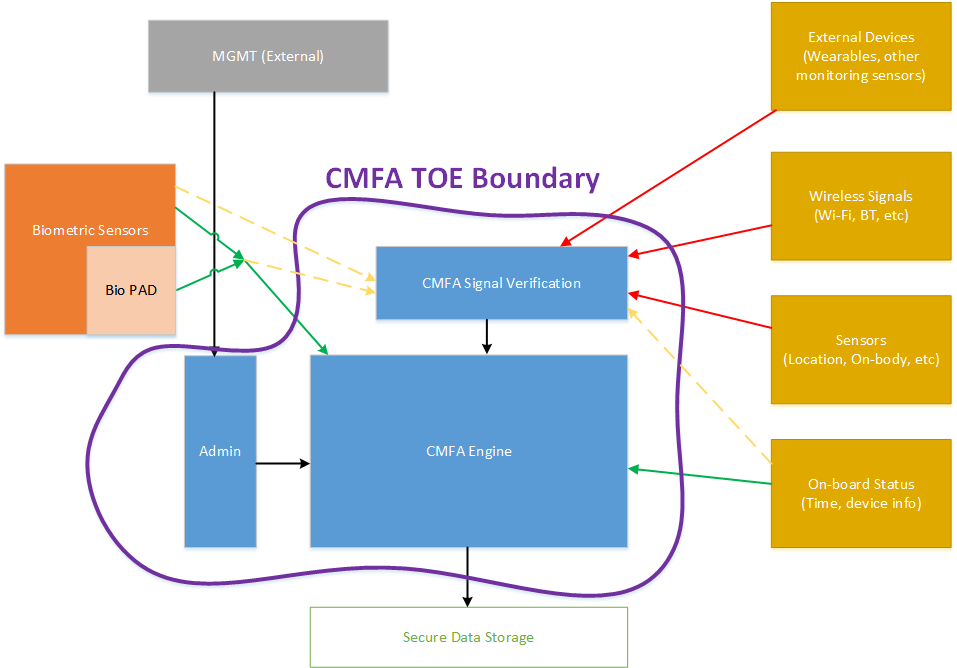 MGMT (External)
External Devices
(Wearables, other
monitoring sensors)
CMFA TOE Boundary
Wireless Signals
(Wi-Fi, BT, etc)
Biometric Sensors
Bio PAD
CMFA Signal Verification
Sensors
(Location, On-body, etc)
Admin
CMFA Engine
On-board Status
(Time, device info)
Secure Data Storage